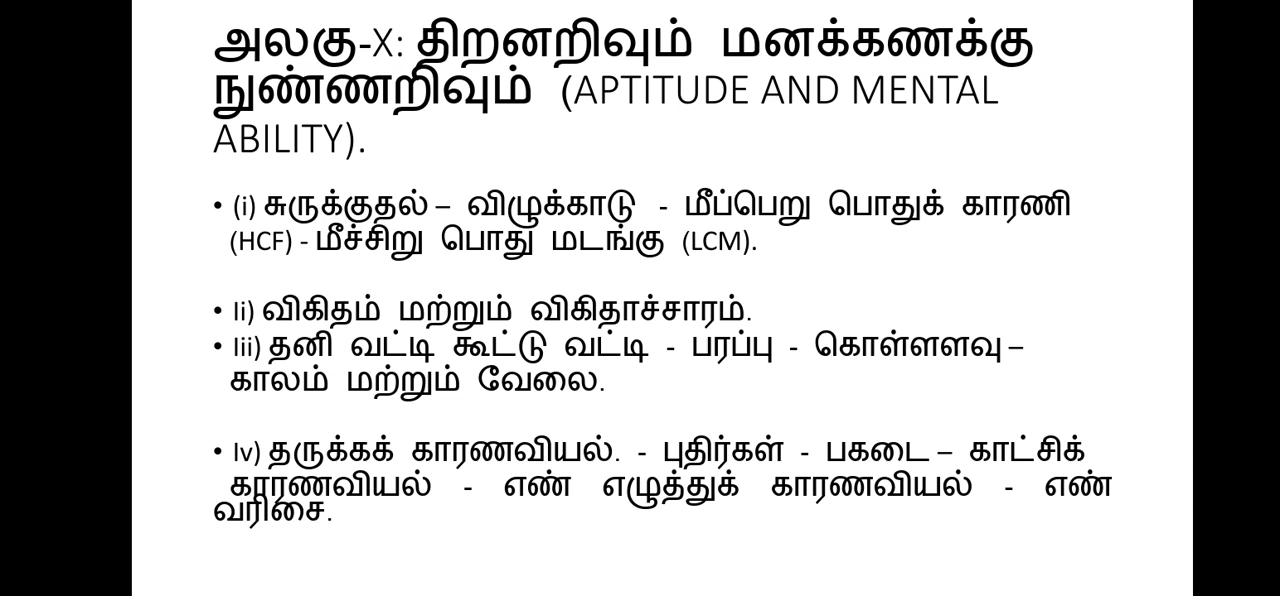 அலகு-X: திறனறிவும் மனக்கணக்கு
நுண்ணறிவும் (APTITUDE AND MENTAL
ABILITY).
• (i) சுருக்குதல் – விழுக்காடு - மீப்பெறு பொதுக் காரணி
(HCF) - மீச்சிறு பொது மடங்கு (LCM).
• Ii) விகிதம் மற்றும் விகிதாச்சாரம்.
• Iii) தனி வட்டி கூட்டு வட்டி - பரப்பு - கொள்ளளவு –
காலம் மற்றும் வேலை.
• Iv) தருக்கக் காரணவியல். - புதிர்கள் - பகடை – காட்சிக்
காரணவியல் - எண் எழுத்துக் காரணவியல் - எண்
வரிசை.